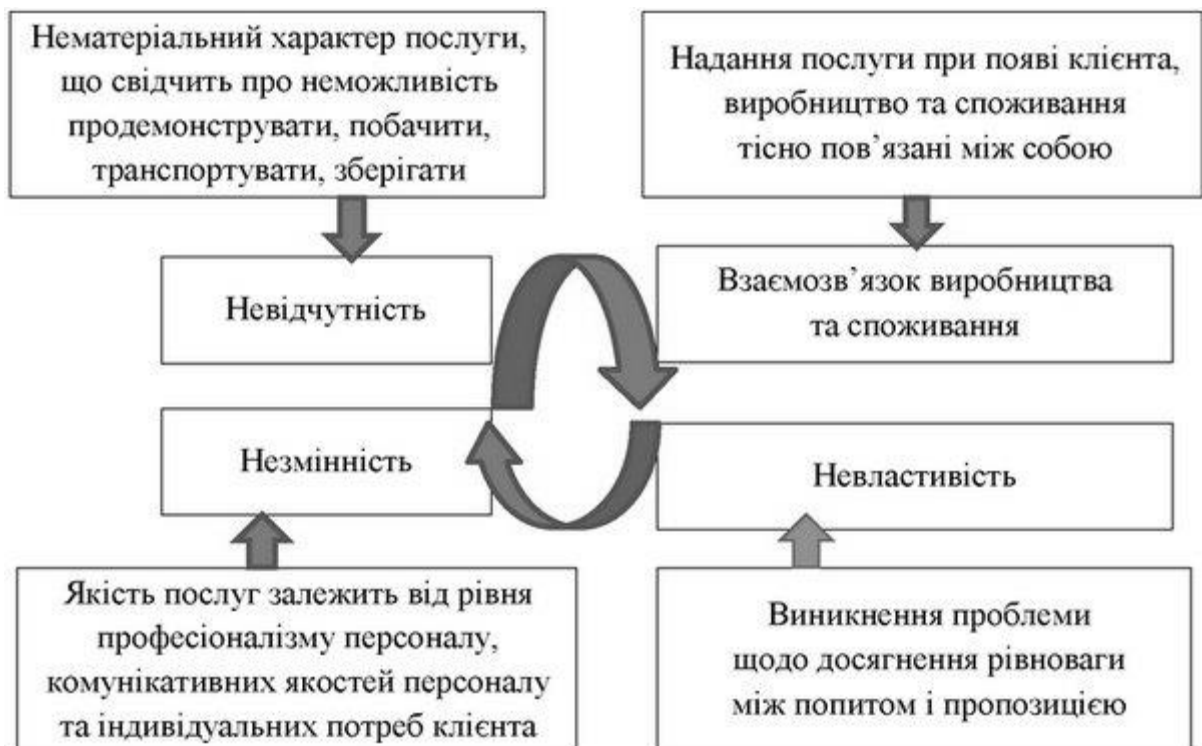 Нематеріальний характер послуги,
що свідчить про неможливість
продемонструвати, побачити,
транспортувати, зберігати
Надання послуги при появі клієнта,
виробництво та споживання
тісно пов’язані між собою
Невідчутність
Взаємозв’язок виробництва
та споживання
Незмінність
Невластивість
Якість послуг залежить від рівня
професіоналізму персоналу,
комунікативних якостей персоналу
та індивідуальних потреб клієнта
Виникнення проблеми
щодо досягнення рівноваги
між попитом і пропозицією